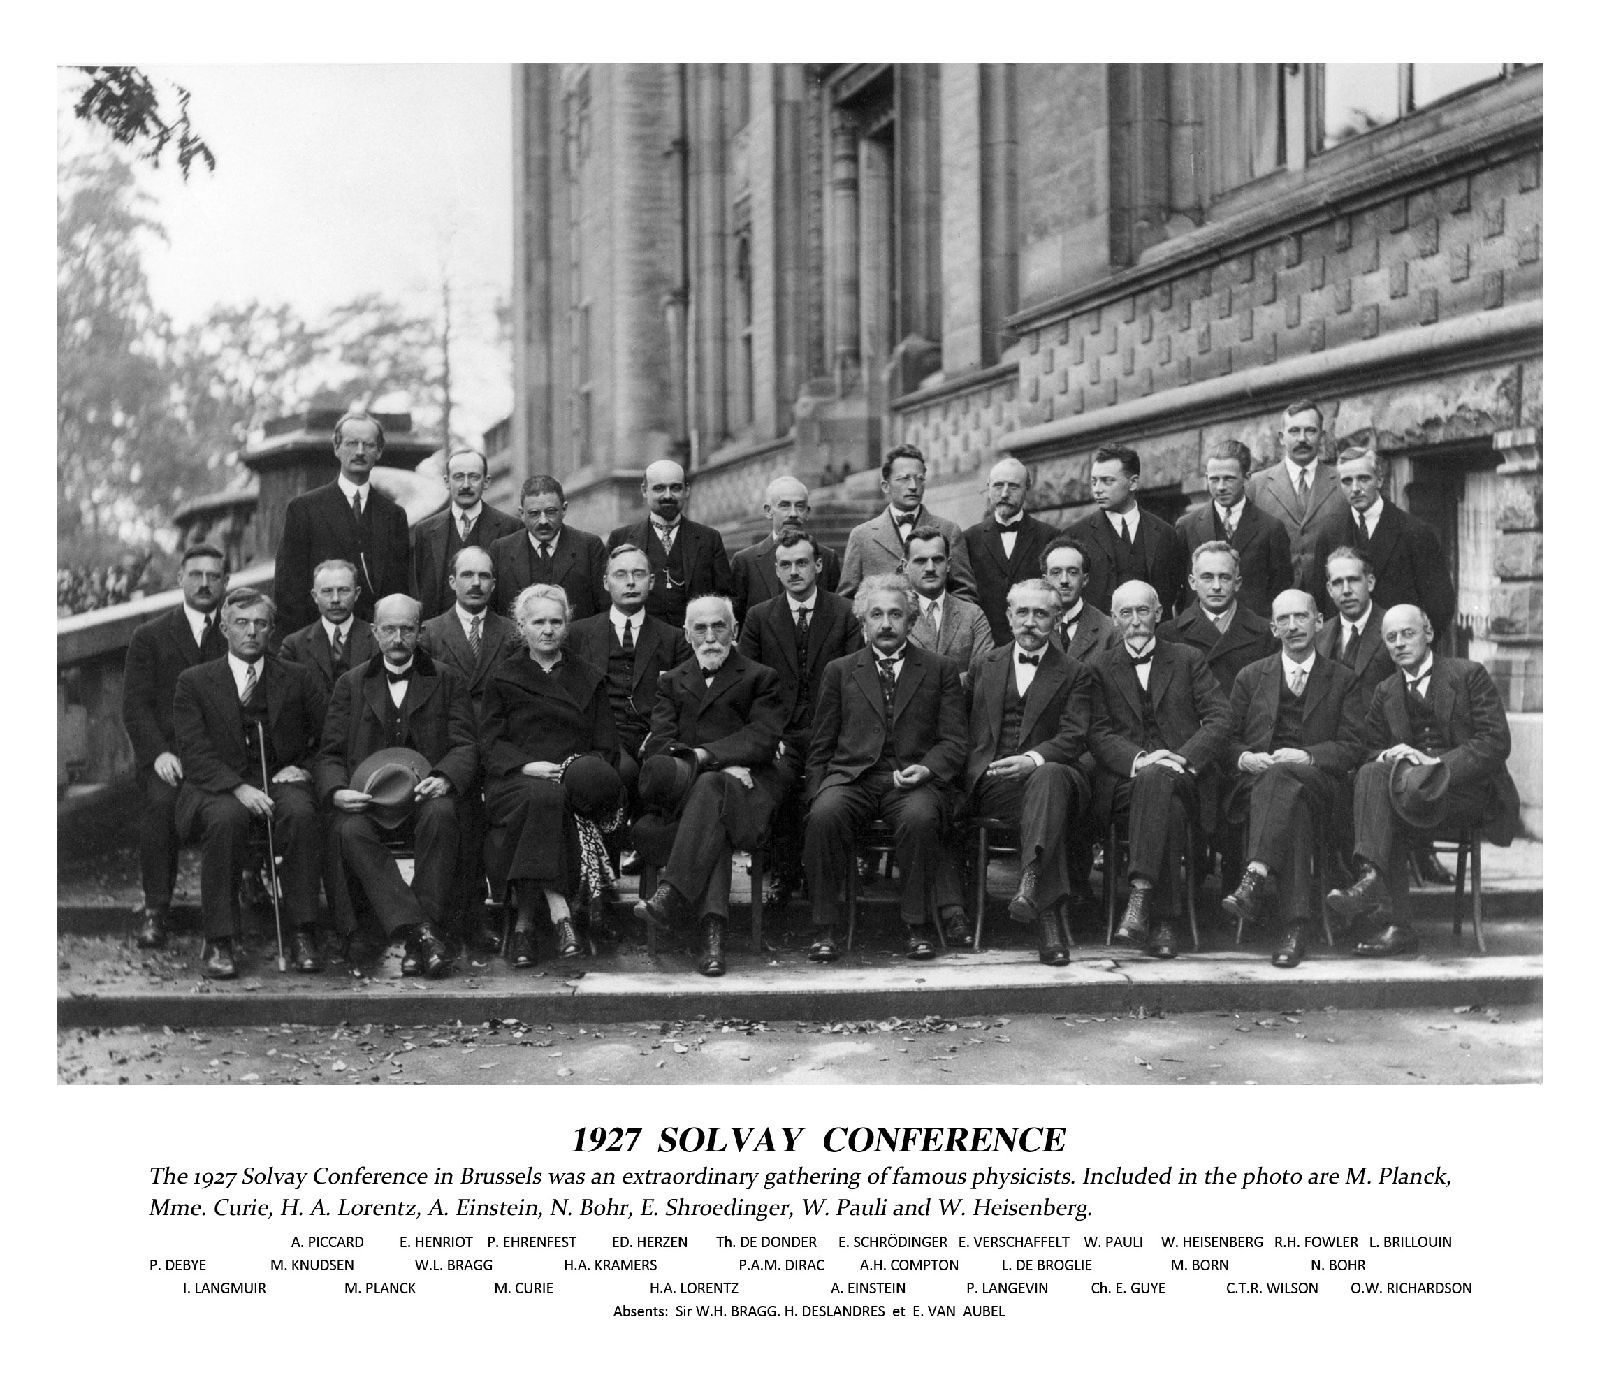 1927 SOLVAY CONFERENCE
The 1927 Solvay Conference in Brussels was an extraordinary gathering of famous physicists. Included in the photo are M. Planck,
Mme. Curie, H. A. Lorentz, A. Einstein, N. Bohr, E. Shroedinger, W. Pauli and W. Heisenberg.
A. PICCARD E. HENRIOT P. EHRENFEST ED. HERZEN Th. DE DONDER E. SCHRÖDINGER E. VERSCHAFFELT W. PAULI W. HEISENBERG R.H. FOWLER L. BRILLOUIN
P. DEBYE M. KNUDSEN W.L. BRAGG H.A. KRAMERS P.A.M. DIRAC A.H. COMPTON L. DE BROGLIE M. BORN N. BOHR
I. LANGMUIR M. PLANCK M. CURIE H.A. LORENTZ A. EINSTEIN P. LANGEVIN Ch. E. GUYE C.T.R. WILSON O.W. RICHARDSON
Absents: Sir W.H. BRAGG. H. DESLANDRES et E. VAN AUBEL